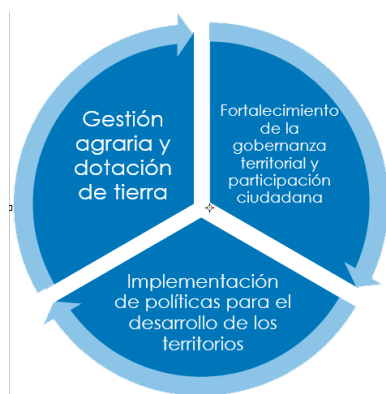 Gestión
agraria y
dotación
de tierra
Fortalecimiento
de la
gobernanza
territorial y
participación
ciudadana
Implementación
de políticas para el
desarrollo de los
territorios